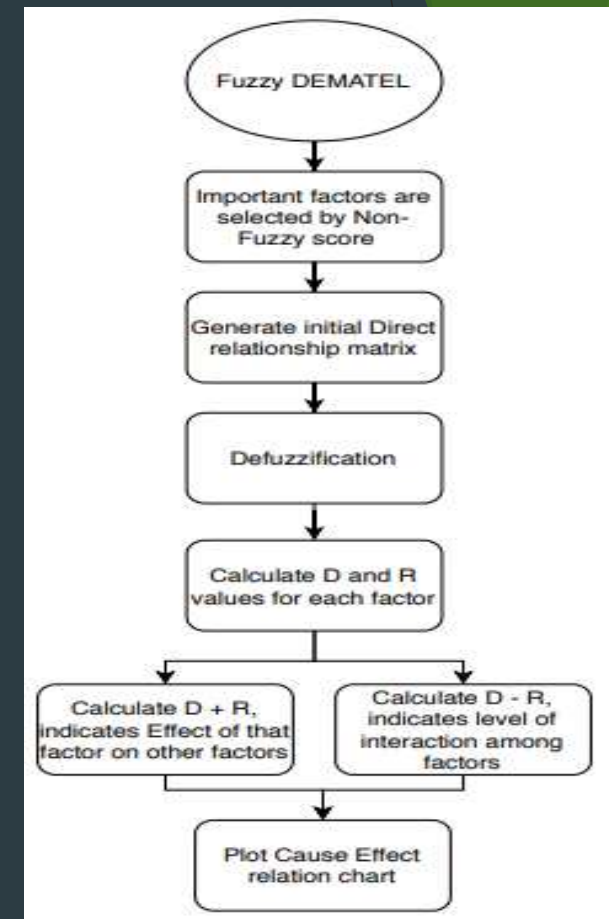 Fuzzy DEMATEL
Important factors are
selected by Non-
Fuzzy score
Generate initial Direct
relationship matrix
Defuzzification
Calculate D and R
values for each factor
Calculate D + R,
indicates Effect of that
factor on other factors
Calculate D - R,
indicates level of
interaction among
factors
Plot Cause Effect
relation chart